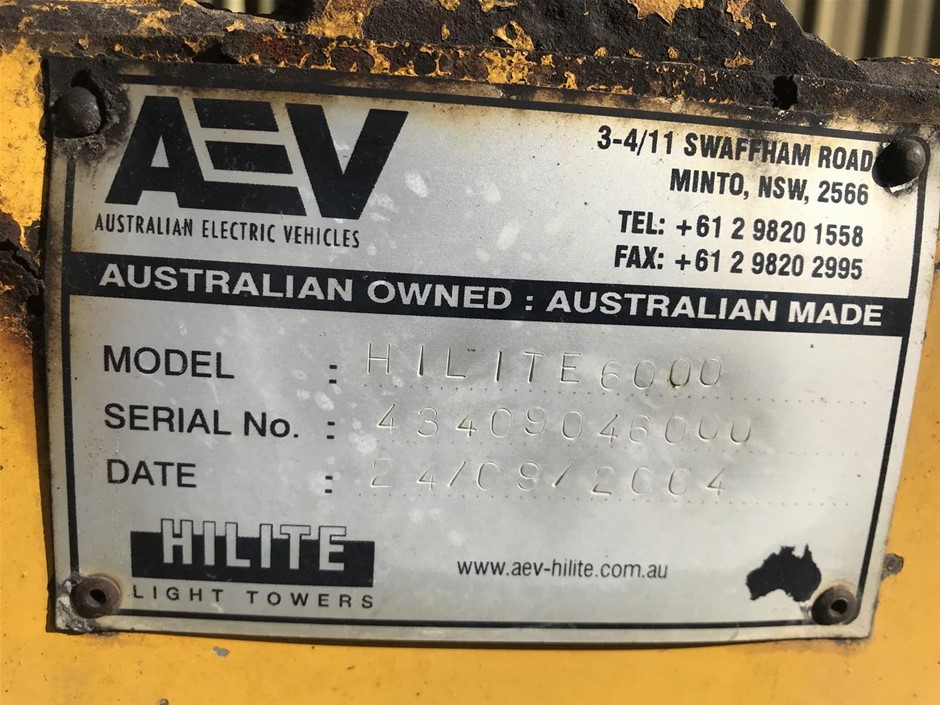 AEV
AUSTRALIAN ELECTRIC VEHICLES
3-4/11 SWAFFHAM ROAD
MINTO, NSW, 2566
TEL: +61 2 9820 1558
FAX: +61 2 9820 2995
AUSTRALIAN OWNED : AUSTRALIAN MADE
MODEL : HILITE6000
SERIAL No. : 43409046000
DATE : 24/09/2004
HILITE
LIGHT TOWERS
www.aev-hilite.com.au